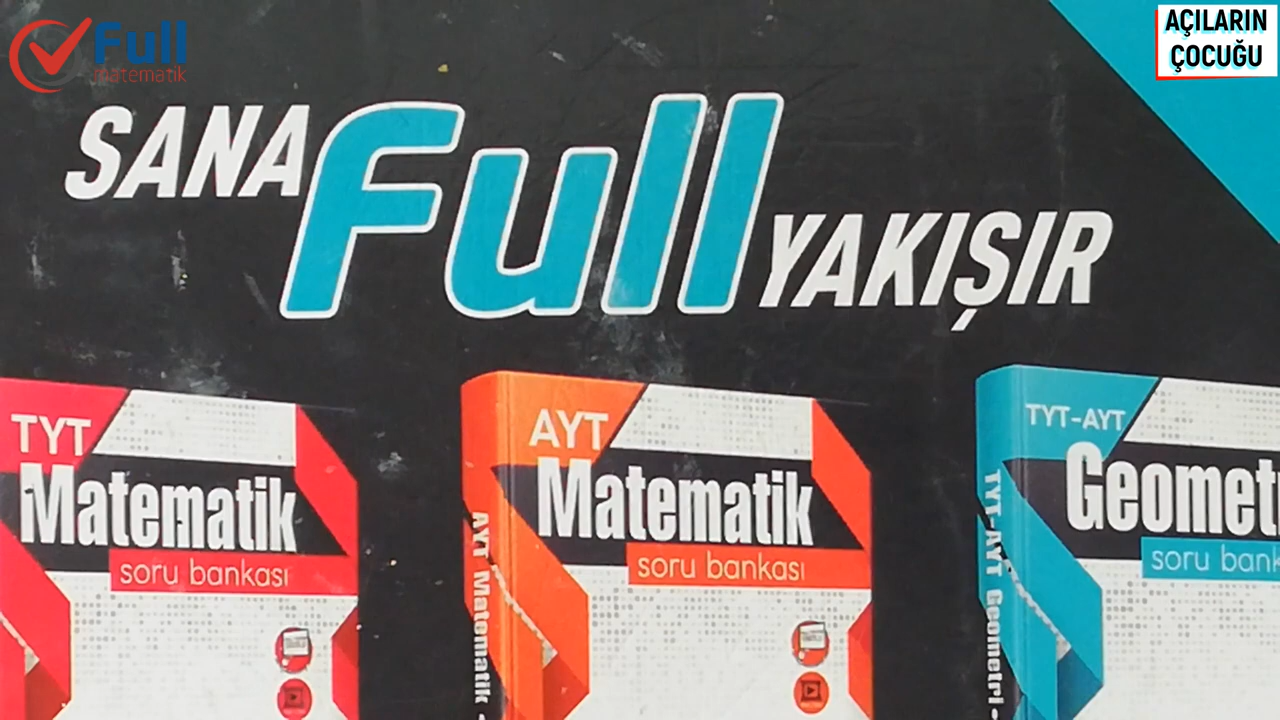 Full
matematik
AÇILARIN
ÇOCUĞU
SANA Full YAKIŞIR
TYT
Matematik
soru bankası
AYT
Matematik
soru bankası
AYT Matematik -
TYT-AYT
Geometri
soru bank
TYT-AYT Geometri -